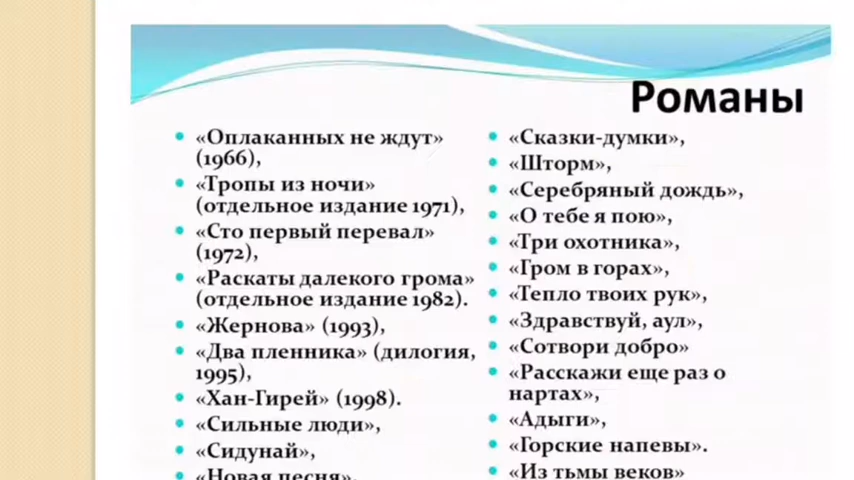 Романы
«Оплаканных не ждут»
(1966),
«Тропы из ночи»
(отдельное издание 1971),
«Сто первый перевал»
(1972),
«Раскаты далекого грома»
(отдельное издание 1982).
«Жернова» (1993),
«Два пленника» (дилогия,
1995),
«Хан-Гирей» (1998).
«Сильные люди»,
«Сидунай»,
«Новая песня»,
«Сказки-думки»,
«Шторм»,
«Серебряный дождь»,
«О тебе я пою»,
«Три охотника»,
«Гром в горах»,
«Тепло твоих рук»,
«Здравствуй, аул»,
«Сотвори добро»
«Расскажи еще раз о
нартах»,
«Адыги»,
«Горские напевы».
«Из тьмы веков»